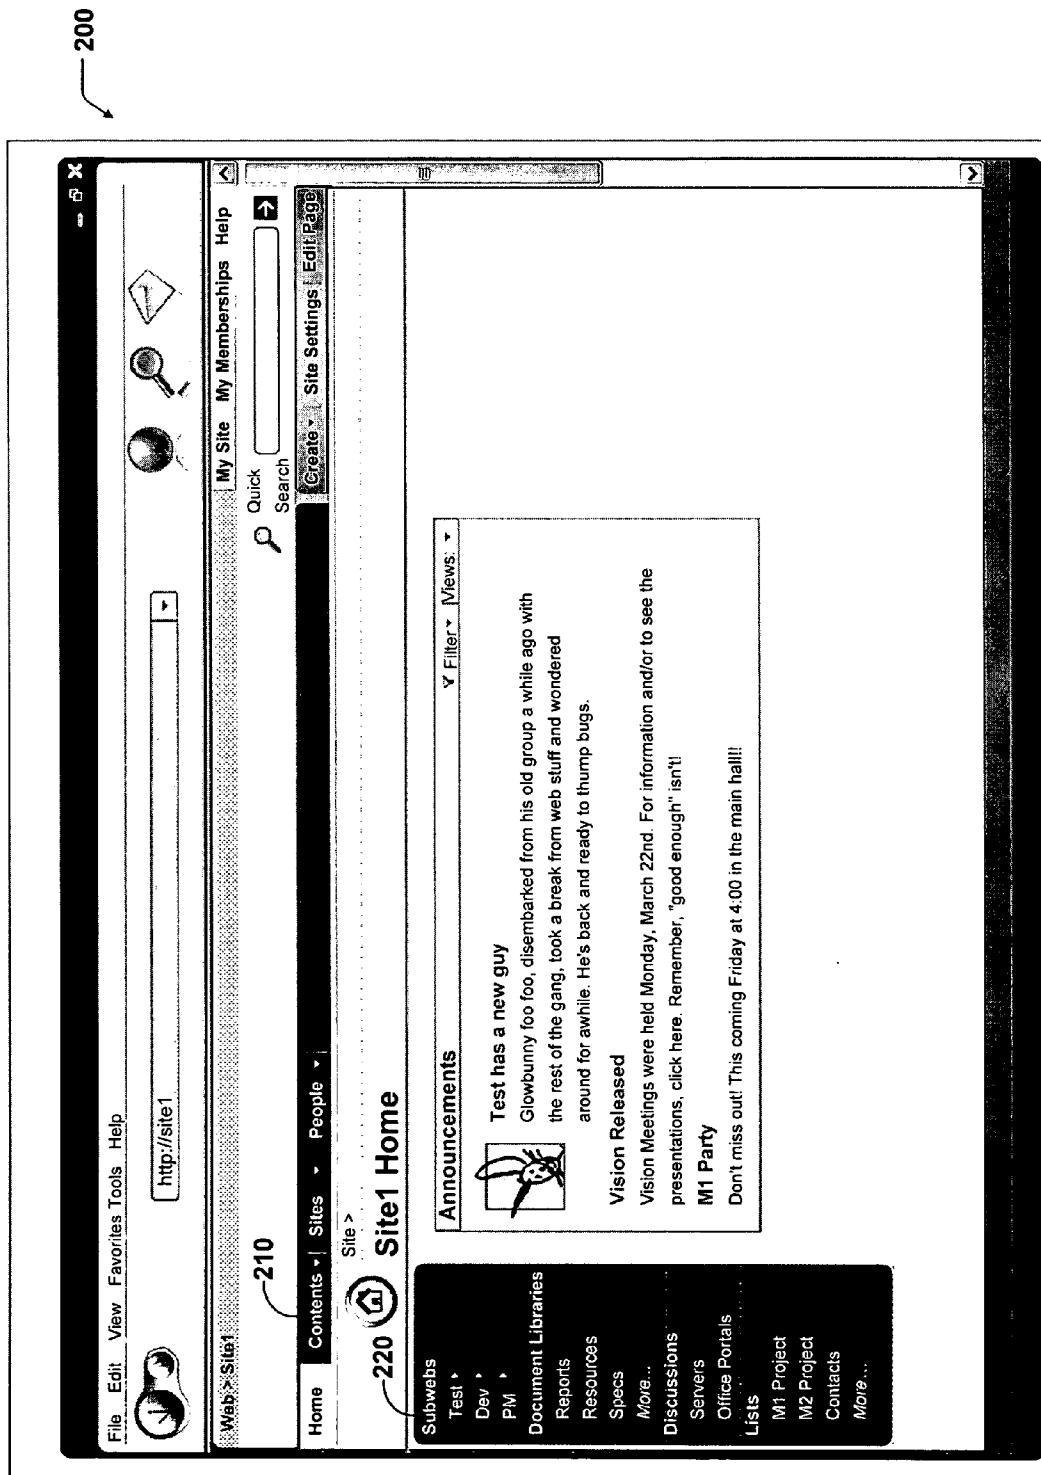 200
File Edit View Favorites Tools Help
http://site1
Web > Site1
My Site My Memberships Help
Quick
Search
210
Home Contents Sites People Create Site Settings Edit Page
Site >
Site1 Home
220
Subwebs
Test
Dev
PM
Document Libraries
Reports
Resources
Specs
More...
Discussions
Servers
Office Portals
Lists
M1 Project
M2 Project
Contacts
More...
Announcements
Filter Views:
Test has a new guy
Glowbunny foo foo, disembarked from his old group a while ago with
the rest of the gang, took a break from web stuff and wondered
around for awhile. He's back and ready to thump bugs.
Vision Released
Vision Meetings were held Monday, March 22nd. For information and/or to see the
presentations, click here. Remember, "good enough" isn't!
M1 Party
Don't miss out! This coming Friday at 4:00 in the main hall!!